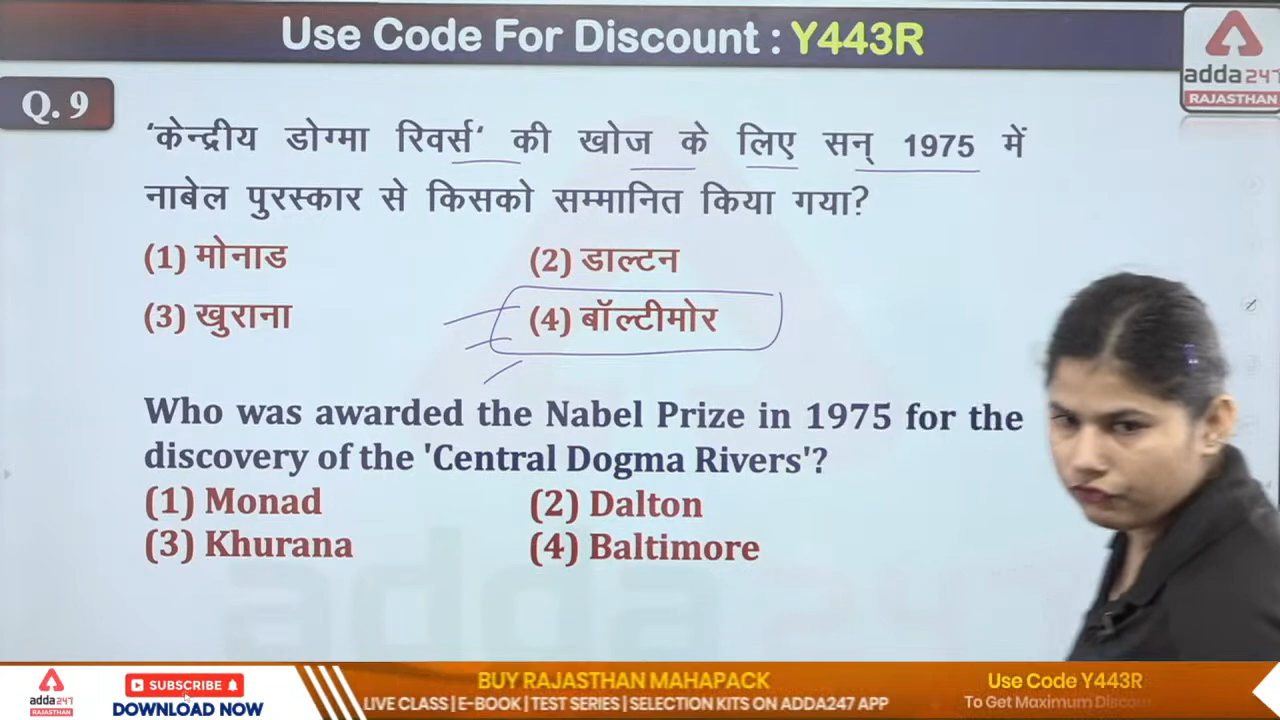 Use Code For Discount : Y443R
adda247
RAJASTHAN
Q. 9
'केन्द्रीय डोग्मा रिवर्स' की खोज के लिए सन् 1975 में
नाबेल पुरस्कार से किसको सम्मानित किया गया?
(1) मोनाड (2) डाल्टन
(3) खुराना (4) बॉल्टीमोर
Who was awarded the Nabel Prize in 1975 for the
discovery of the 'Central Dogma Rivers'?
(1) Monad (2) Dalton
(3) Khurana (4) Baltimore
adda247
RAJASTHAN
SUBSCRIBE
DOWNLOAD NOW
BUY RAJASTHAN MAHAPACK
LIVE CLASS | E-BOOK | TEST SERIES | SELECTION KITS ON ADDA247 APP
Use Code Y443R
To Get Maximum